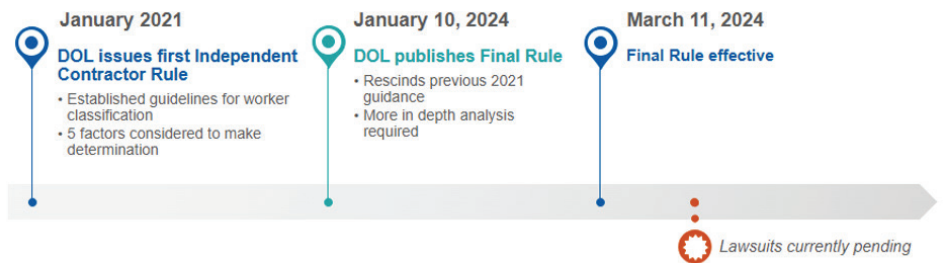 January 2021
DOL issues first Independent
Contractor Rule
• Established guidelines for worker
classification
• 5 factors considered to make
determination
January 10, 2024
DOL publishes Final Rule
• Rescinds previous 2021
guidance
• More in depth analysis
required
March 11, 2024
Final Rule effective
Lawsuits currently pending